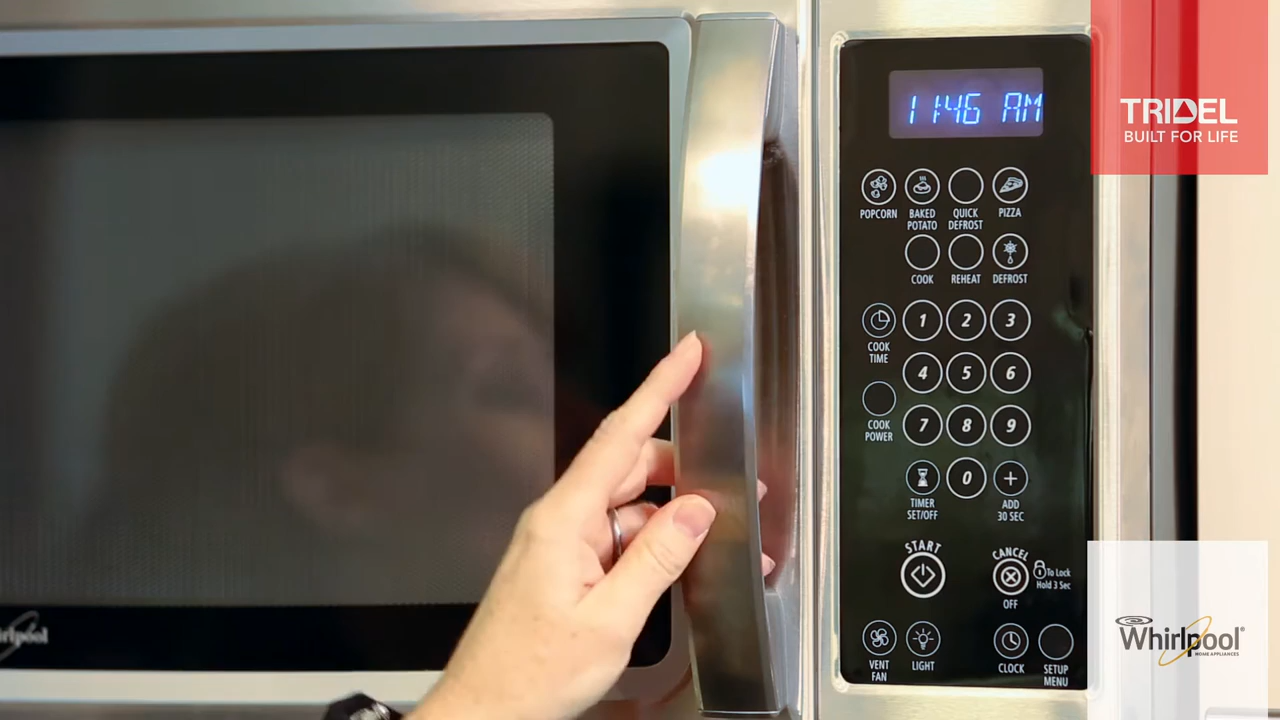 11:46 AM
TRIDEL
BUILT FOR LIFE
POPCORN
BAKED
POTATO
QUICK
DEFROST
PIZZA
COOK
REHEAT
DEFROST
COOK
TIME
1 2 3
4 5 6
COOK
POWER
7 8 9
0 +
TIMER
SET/OFF
ADD
30 SEC
START
CANCEL
To Lock
Hold 3 Sec
OFF
VENT
FAN
LIGHT
CLOCK
SETUP
MENU
Whirlpool®
HOME APPLIANCES